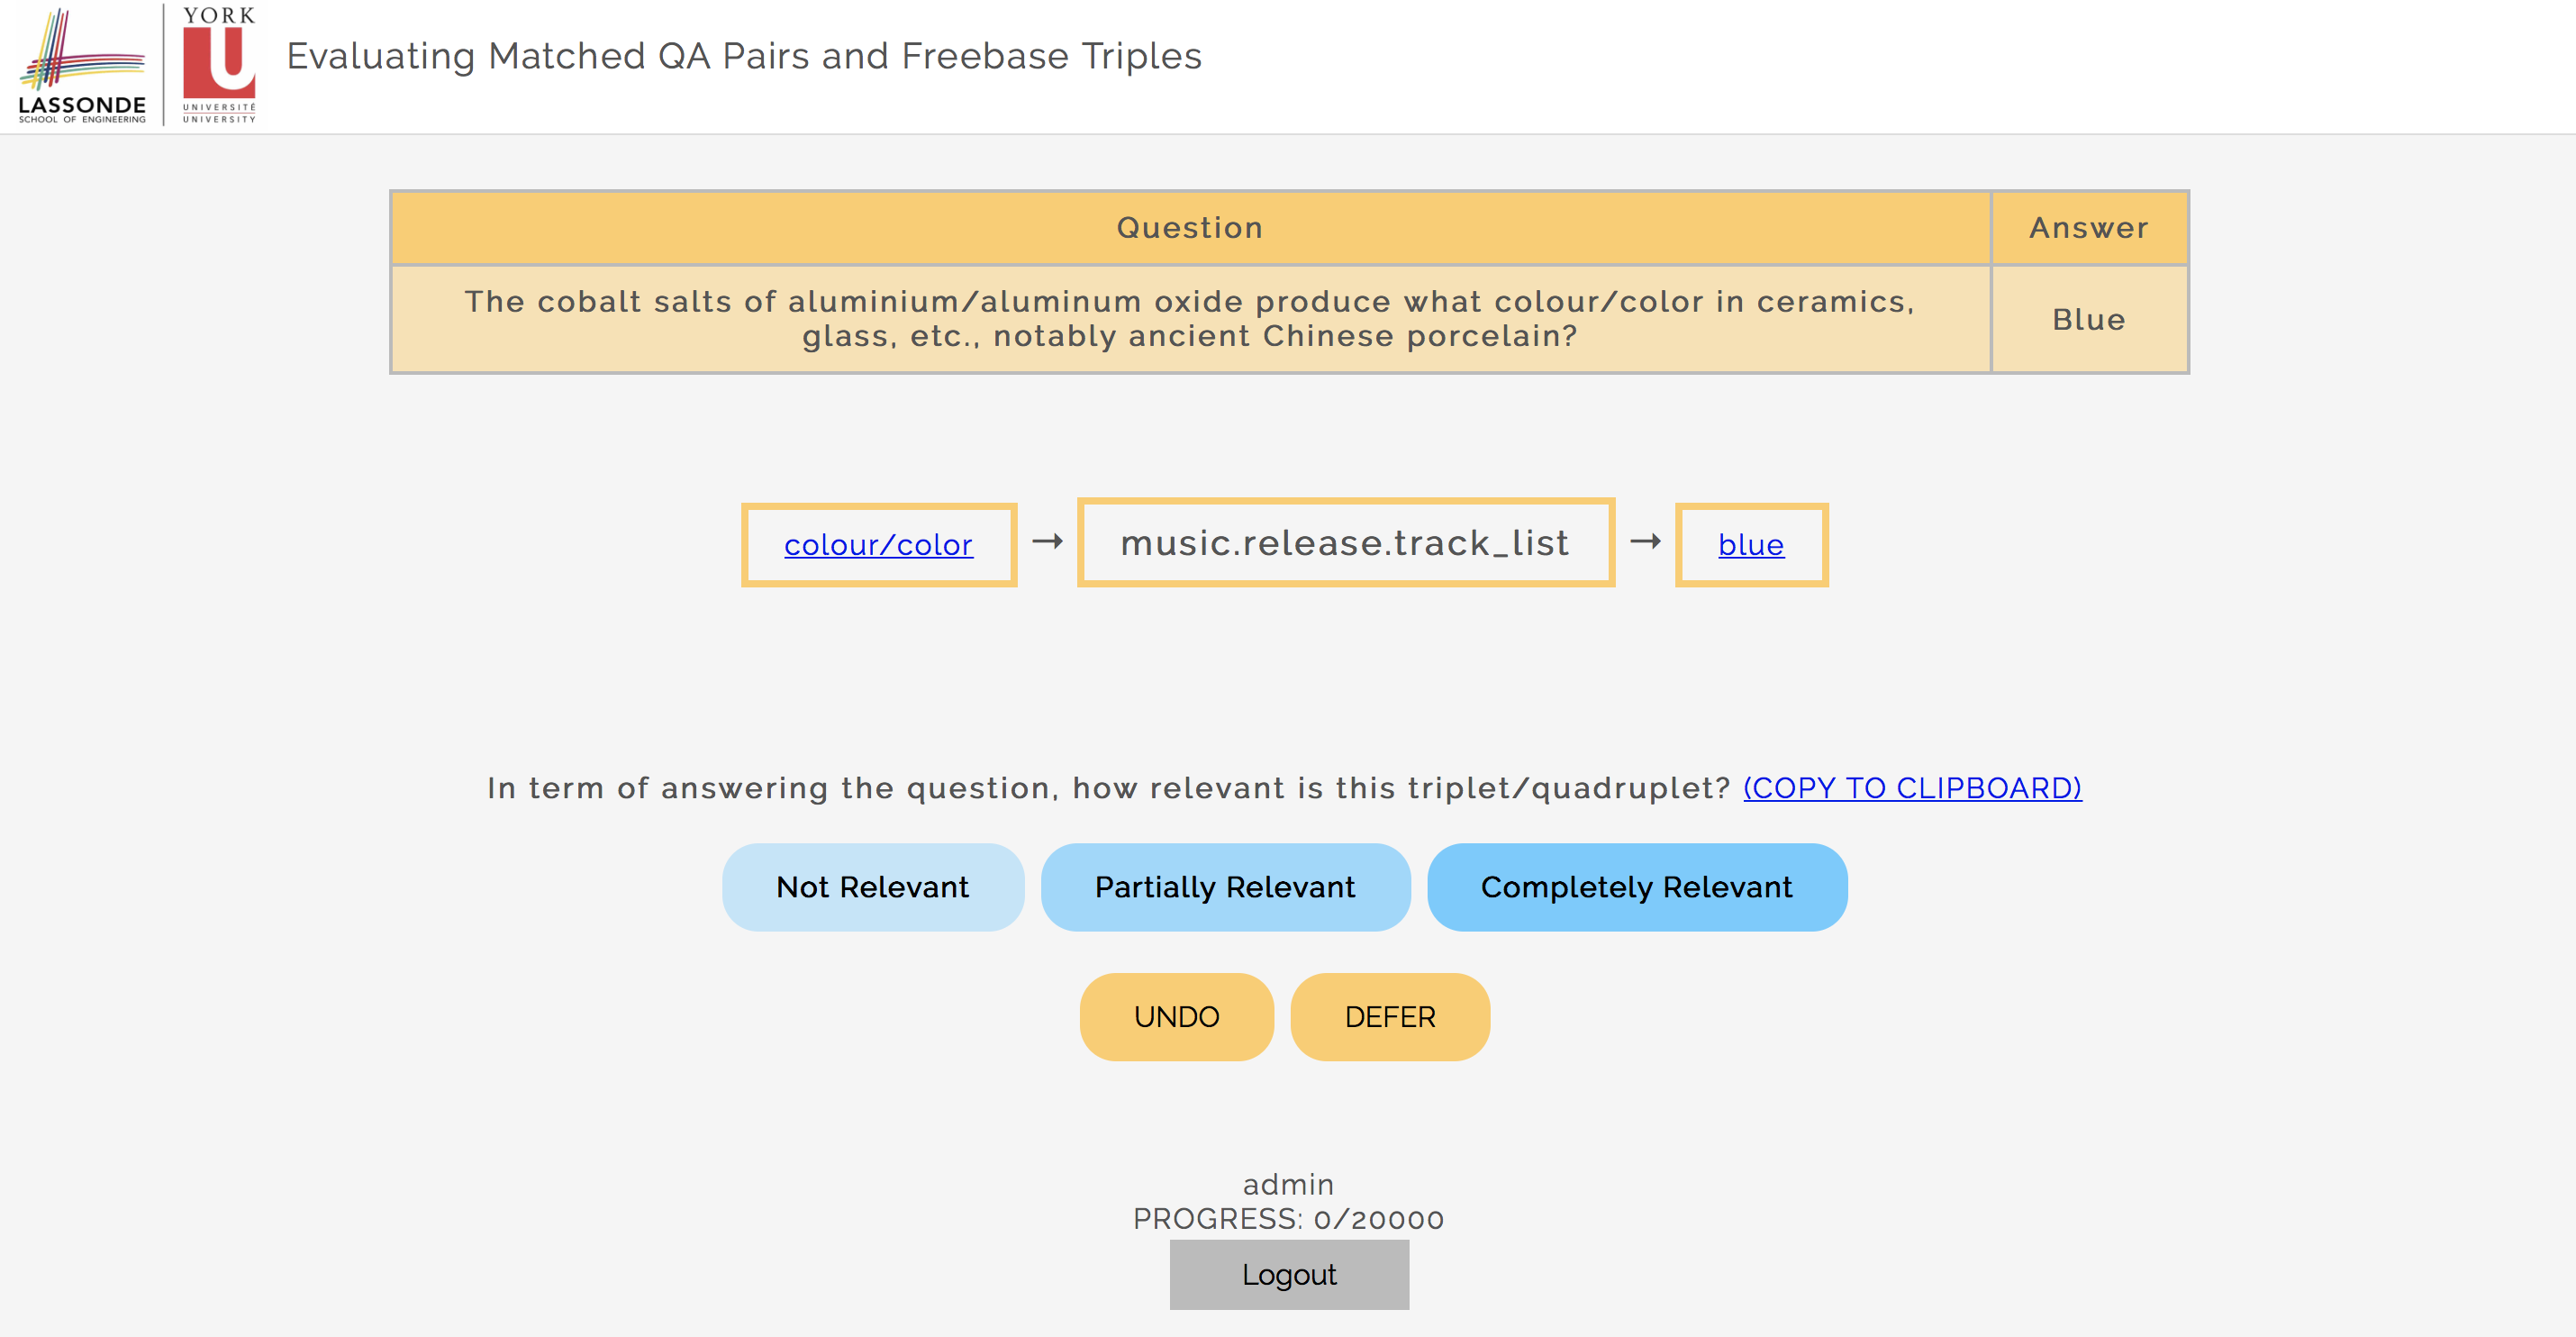 LASSONDE
SCHOOL OF ENGINEERING
YORK
U
UNIVERSITÉ
UNIVERSITY
Evaluating Matched QA Pairs and Freebase Triples
Question
Answer
The cobalt salts of aluminium/aluminum oxide produce what colour/color in ceramics,
glass, etc., notably ancient Chinese porcelain?
Blue
colour/color → music.release.track_list → blue
In term of answering the question, how relevant is this triplet/quadruplet? (COPY TO CLIPBOARD)
Not Relevant
Partially Relevant
Completely Relevant
UNDO
DEFER
admin
PROGRESS: 0/20000
Logout